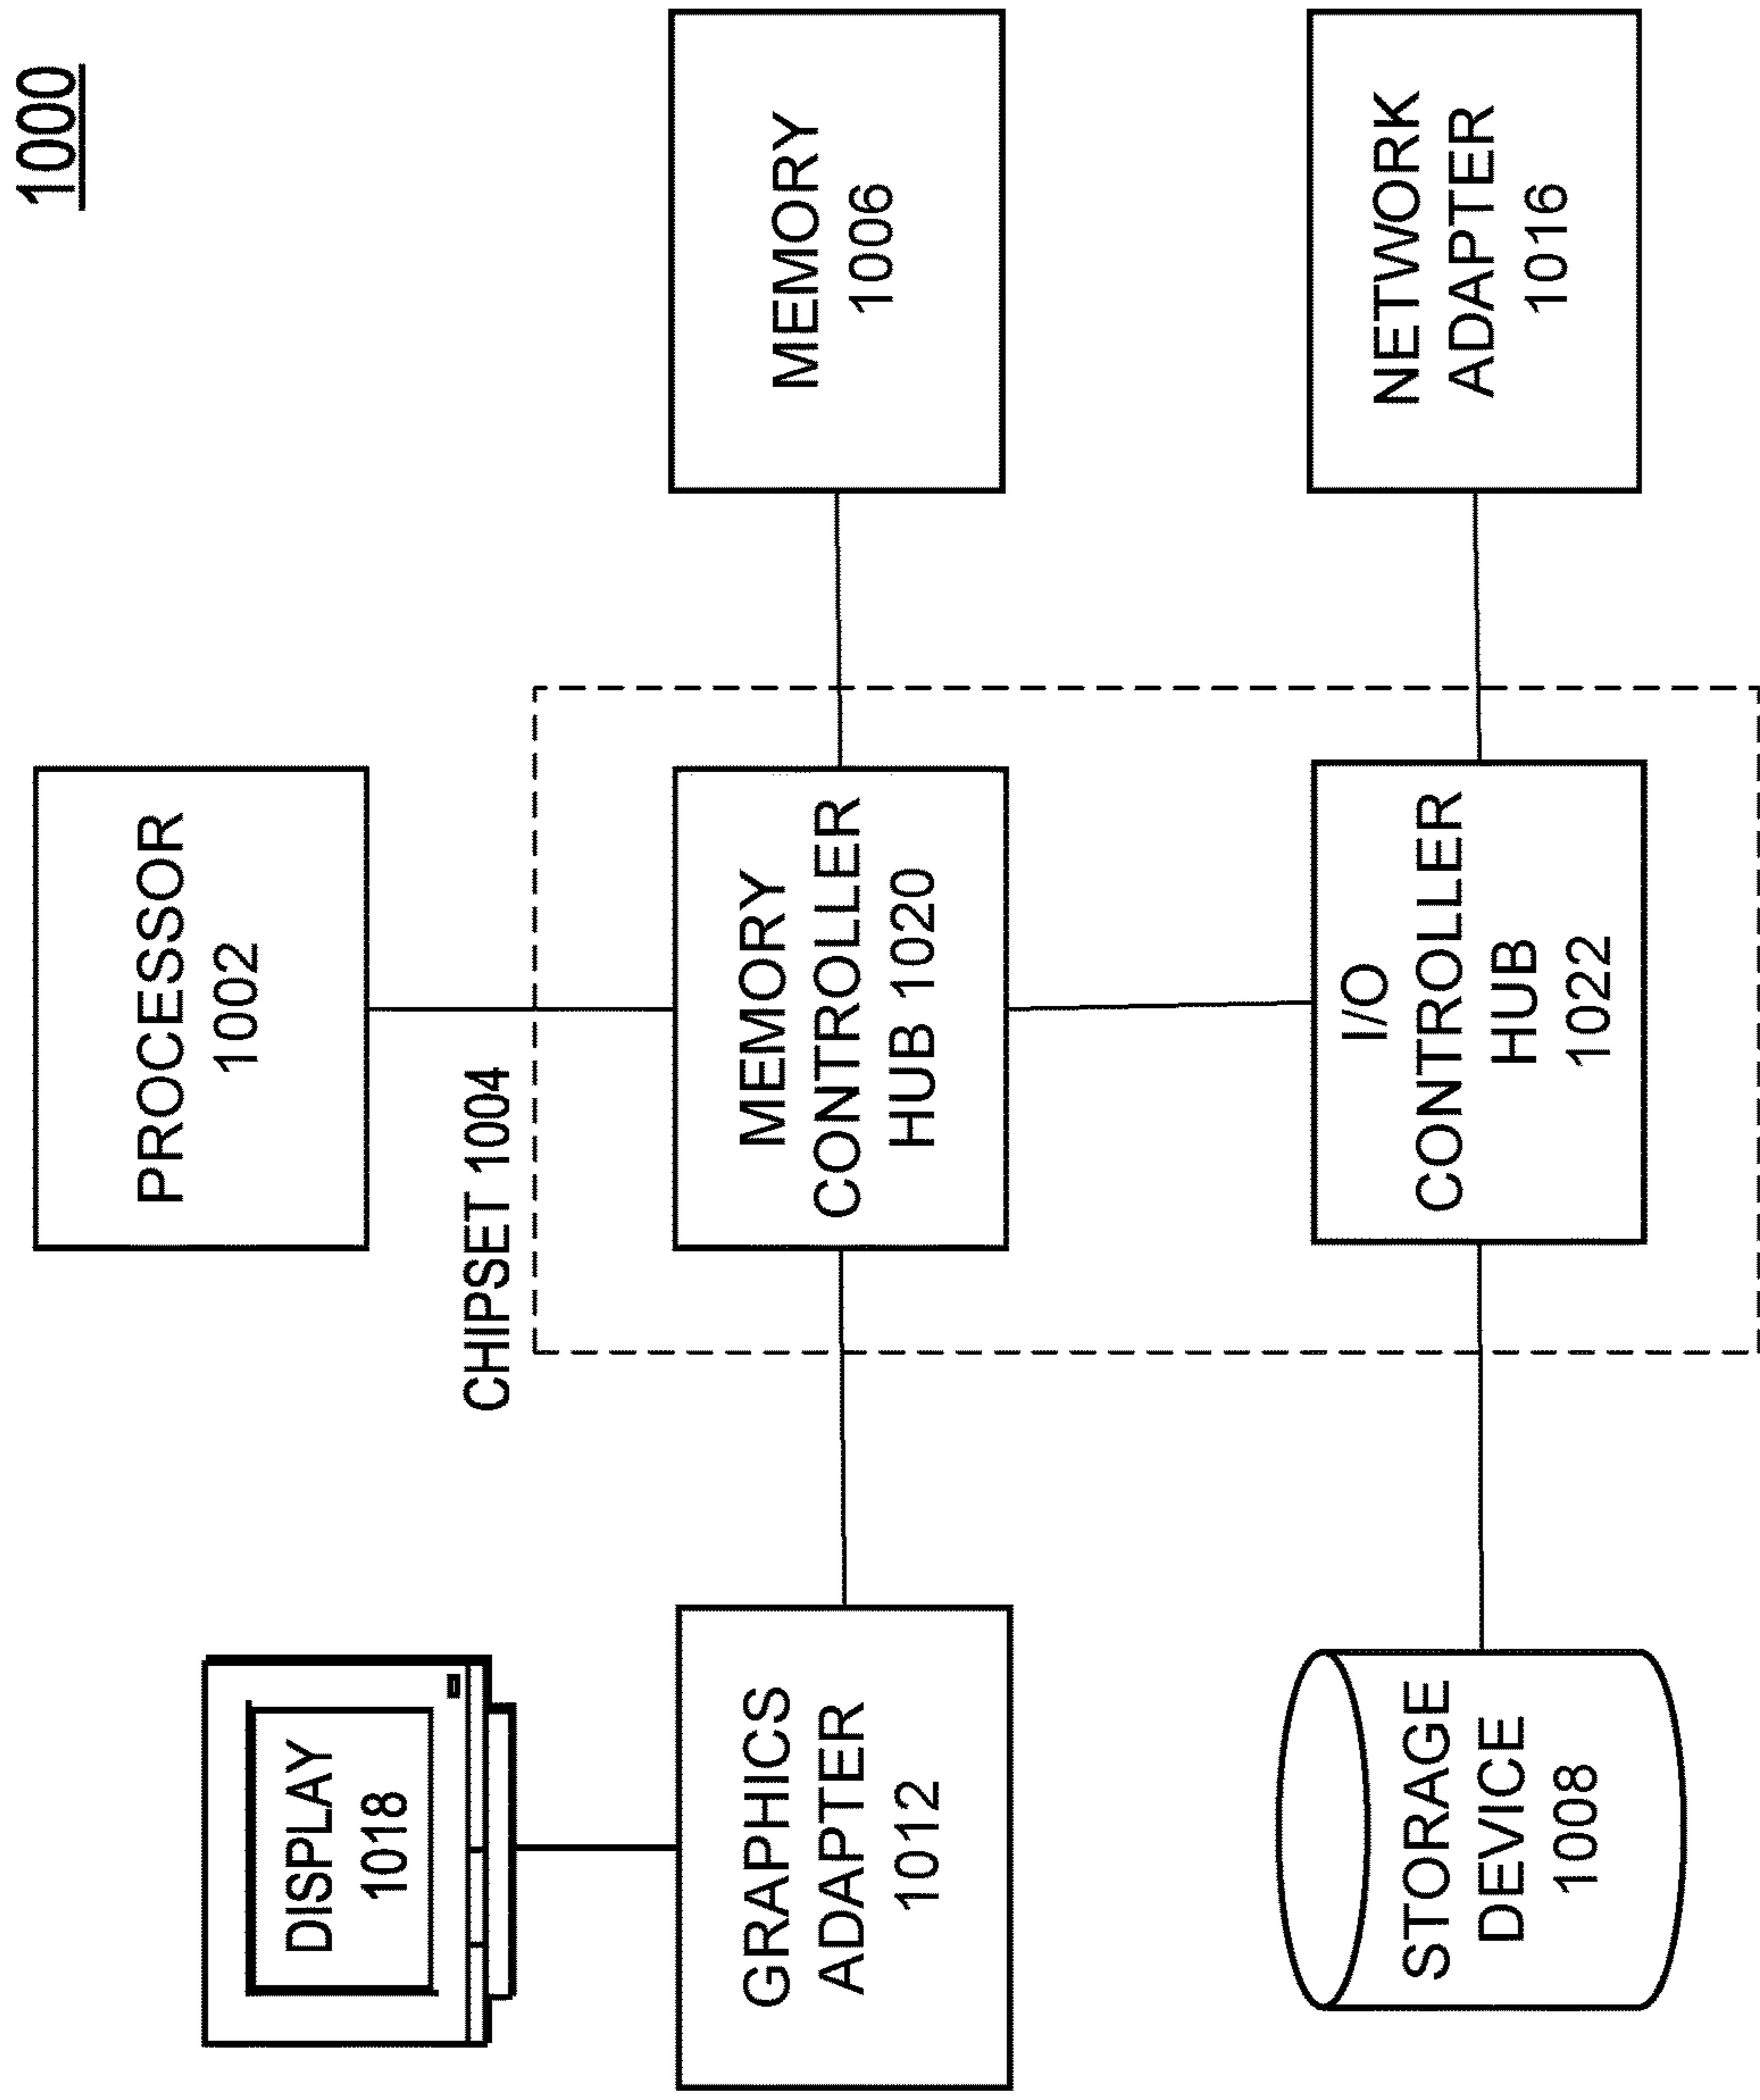 1000
PROCESSOR
1002
DISPLAY
1018
CHIPSET 1004
GRAPHICS
ADAPTER
1012
MEMORY
CONTROLLER
HUB 1020
MEMORY
1006
STORAGE
DEVICE
1008
I/O
CONTROLLER
HUB
1022
NETWORK
ADAPTER
1016